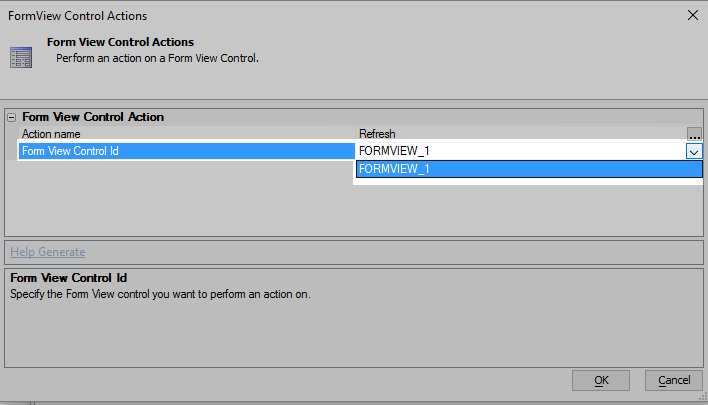 FormView Control Actions
Form View Control Actions
Perform an action on a Form View Control.
Form View Control Action
Action name Refresh ...
Form View Control Id FORMVIEW_1
FORMVIEW_1
Help Generate
Form View Control Id
Specify the Form View control you want to perform an action on.
OK Cancel